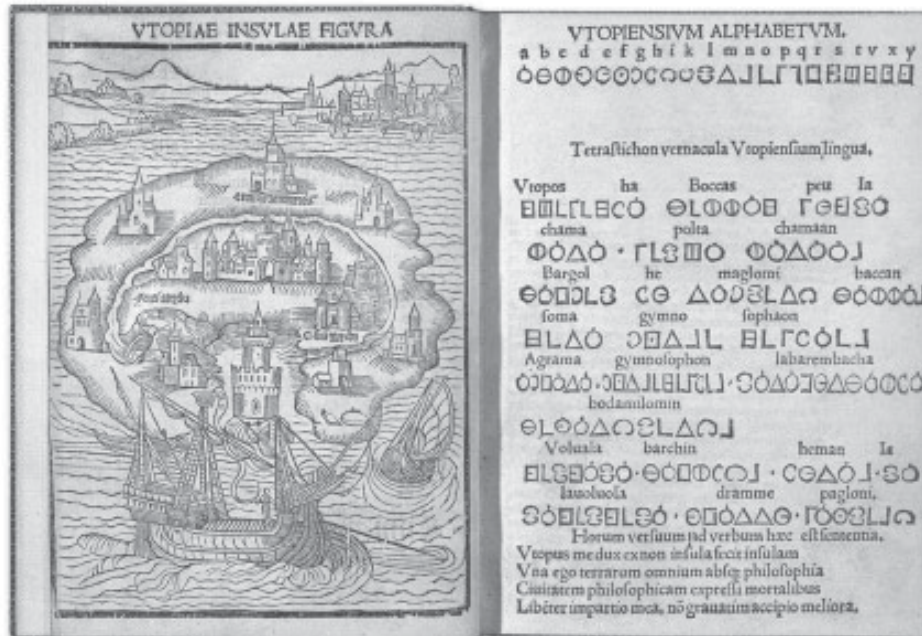 VTOPIAE INSVLAE FIGVRA
VTOPIENSIVM ALPHABETVM.
a b c d e f g h i k l m n o p q r s t v x y
Tetraſtichon vernacula Vtopienſium lingua.
Vtopos ha Boccas peu la
chama polta chamaan
Bargol he maglomi baccan
ſoma gymno ſophaon
Agrama gymnoſophon labarembacha
bodamilomin
Voluala barchin heman la
lauoluola dramme pagloni.
Horum verſuum ad verbum hæc eſt ſententia.
Vtopus me dux ex non inſula fecit inſulam
Vna ego terrarum omnium abſqꝫ philoſophia
Ciuitatem philoſophicam expreſſi mortalibus
Libẽter impartio mea, nõ grauatim accipio meliora.